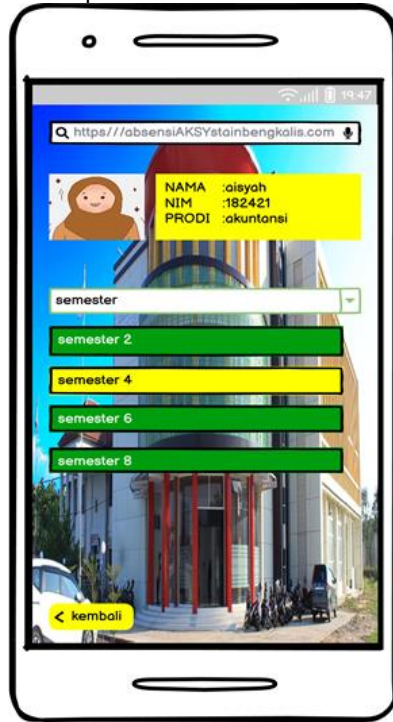 19:47
https///absensiAKSYstainbengkalis.com
NAMA :aisyah
NIM :182421
PRODI :akuntansi
semester
semester 2
semester 4
semester 6
semester 8
< kembali